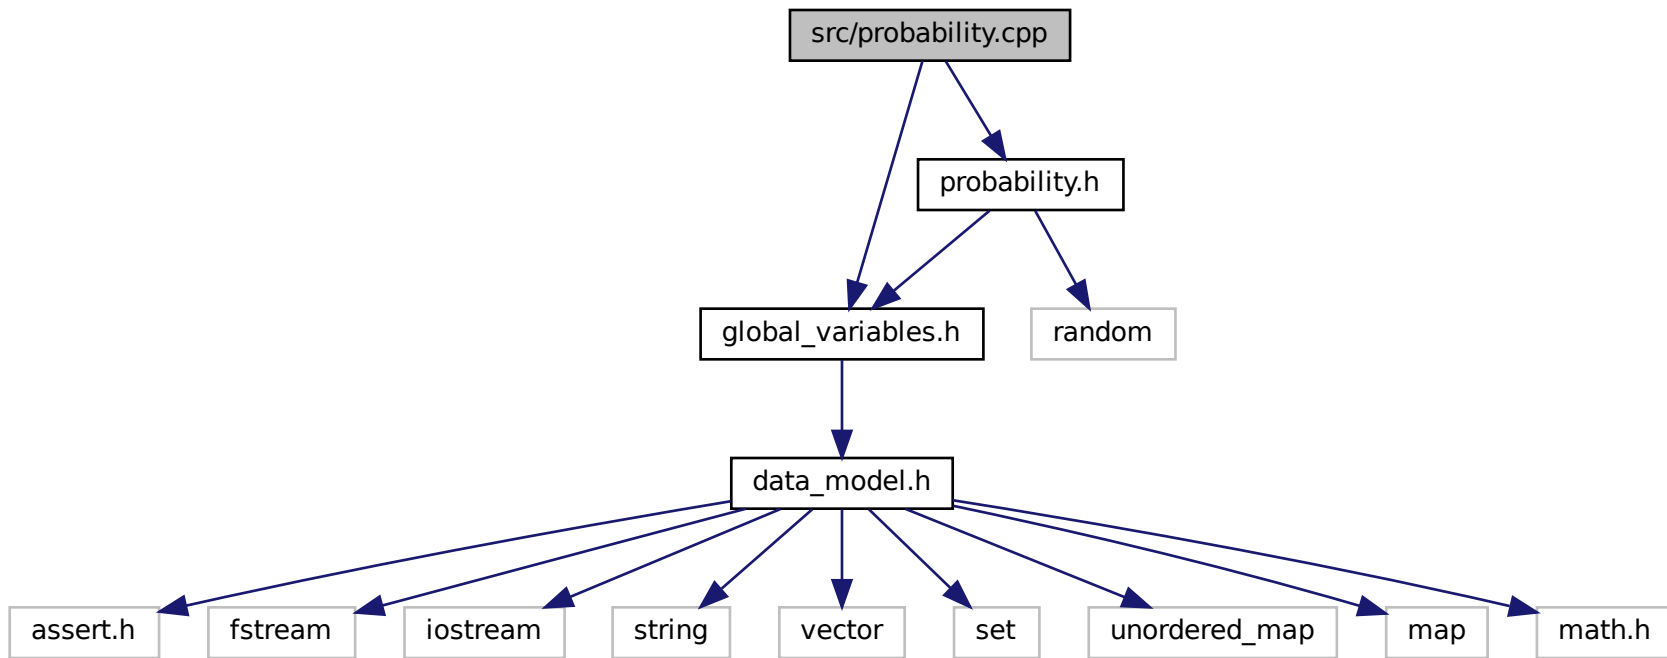 src/probability.cpp
probability.h
global_variables.h
random
data_model.h
assert.h
fstream
iostream
string
vector
set
unordered_map
map
math.h